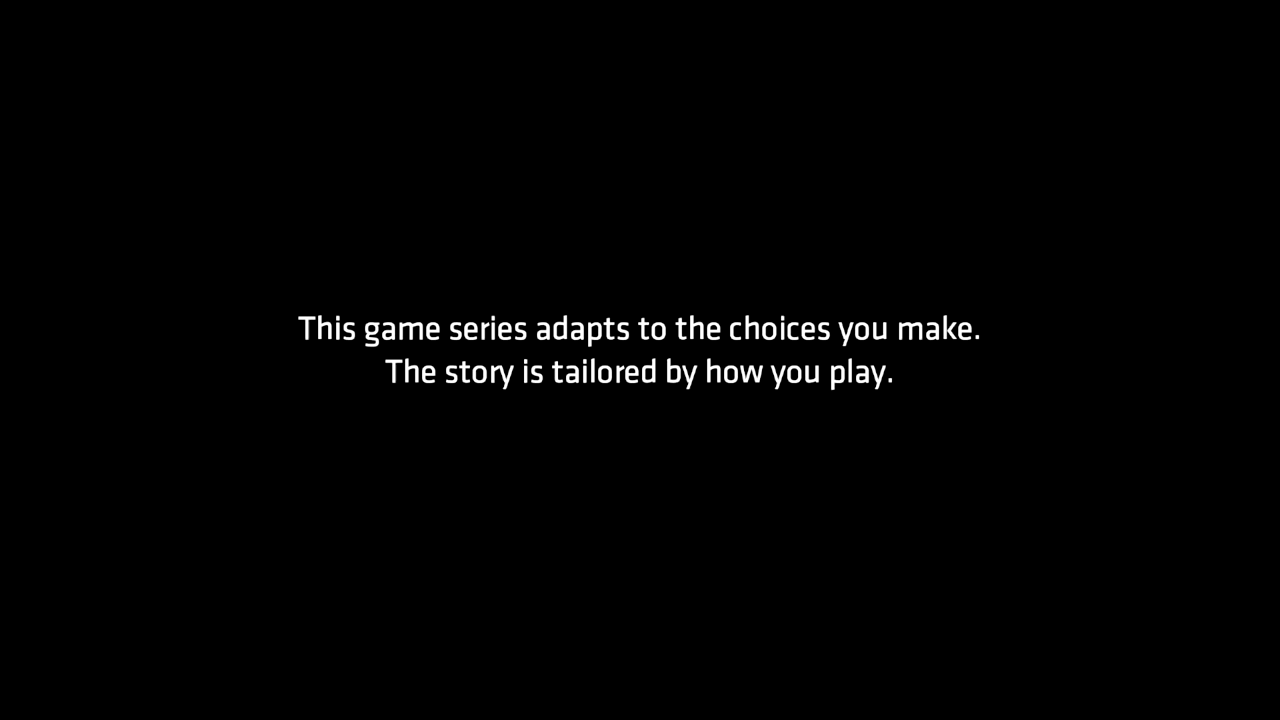 This game series adapts to the choices you make.
The story is tailored by how you play.